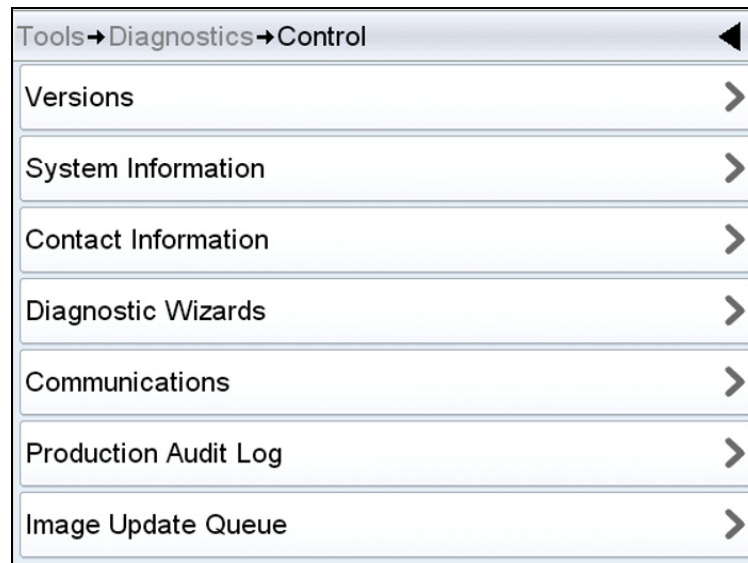 Tools→Diagnostics→Control
Versions
System Information
Contact Information
Diagnostic Wizards
Communications
Production Audit Log
Image Update Queue